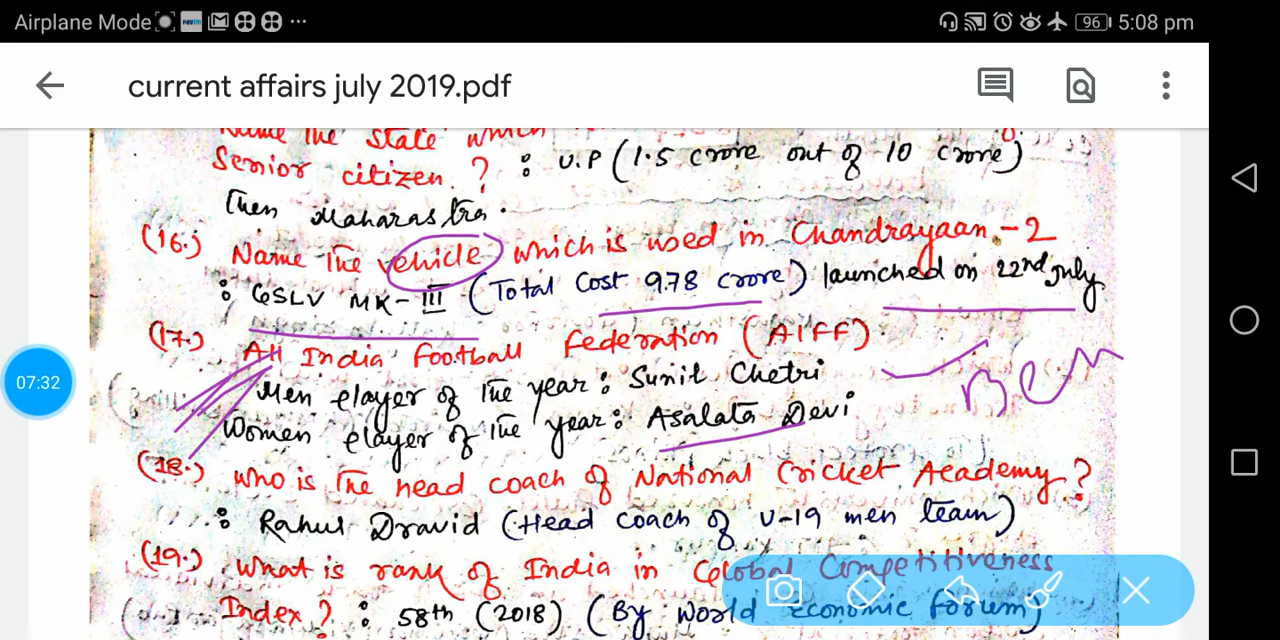 Airplane Mode ... 96 5:08 pm
current affairs july 2019.pdf
Name the State which
Senior citizen ? : U.P (1.5 crore out of 10 crore)
Then Maharastra.
(16.) Name the vehicle which is used in Chandrayaan-2
: GSLV MK-III (Total Cost 978 crore) launched on 22nd July
(17.) All India Football Federation (AIFF)
Men player of the year : Sunil Chetri
Women player of the year : Asalata Devi
07:32
(18.) Who is the head coach of National Cricket Academy ?
: Rahul Dravid (Head coach of U-19 men team)
(19.) What is rank of India in Global Competitiveness
Index ? : 58th (2018) (By World Economic forum)